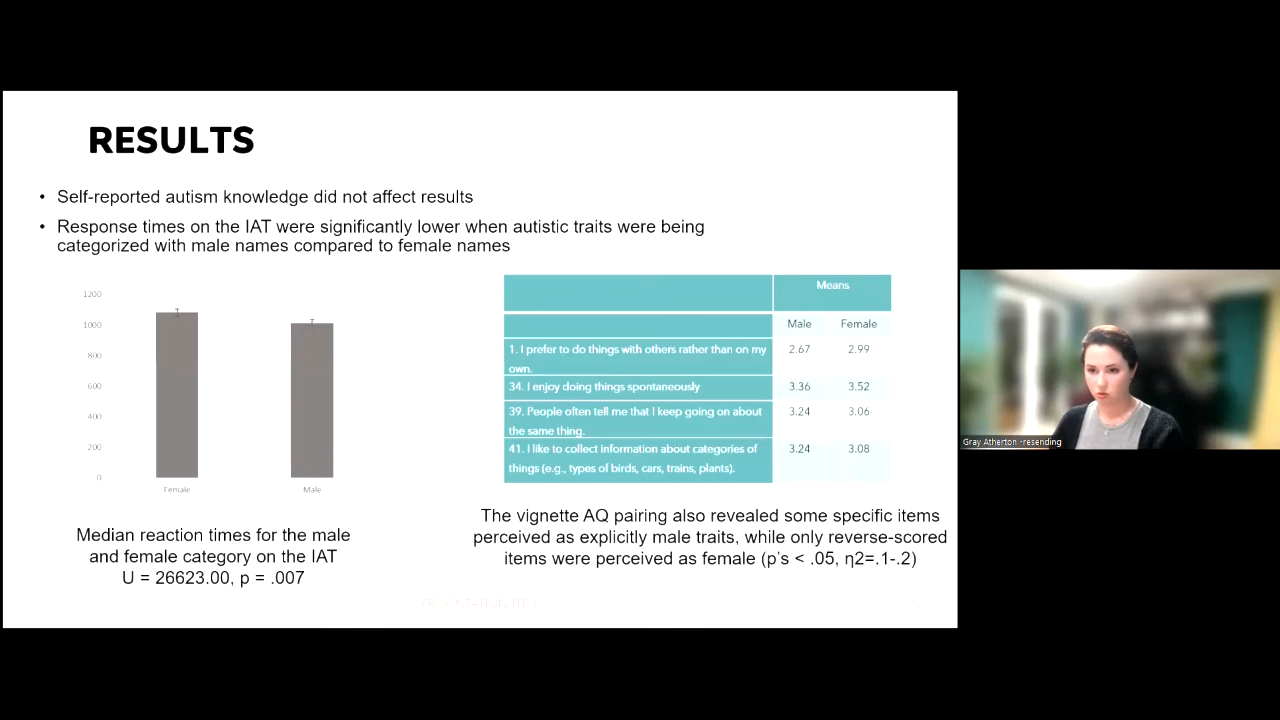 RESULTS
• Self-reported autism knowledge did not affect results
• Response times on the IAT were significantly lower when autistic traits were being
categorized with male names compared to female names
1200
1000
800
600
400
200
0
Female
Male
Median reaction times for the male
and female category on the IAT
U = 26623.00, p = .007
Means
Male Female
1. I prefer to do things with others rather than on my
own.
2.67 2.99
34. I enjoy doing things spontaneously
3.36 3.52
39. People often tell me that I keep going on about
the same thing.
3.24 3.06
41. I like to collect information about categories of
things (e.g., types of birds, cars, trains, plants).
3.24 3.08
The vignette AQ pairing also revealed some specific items
perceived as explicitly male traits, while only reverse-scored
items were perceived as female (p's < .05, η2=.1-.2)
Gray Atherton -resending